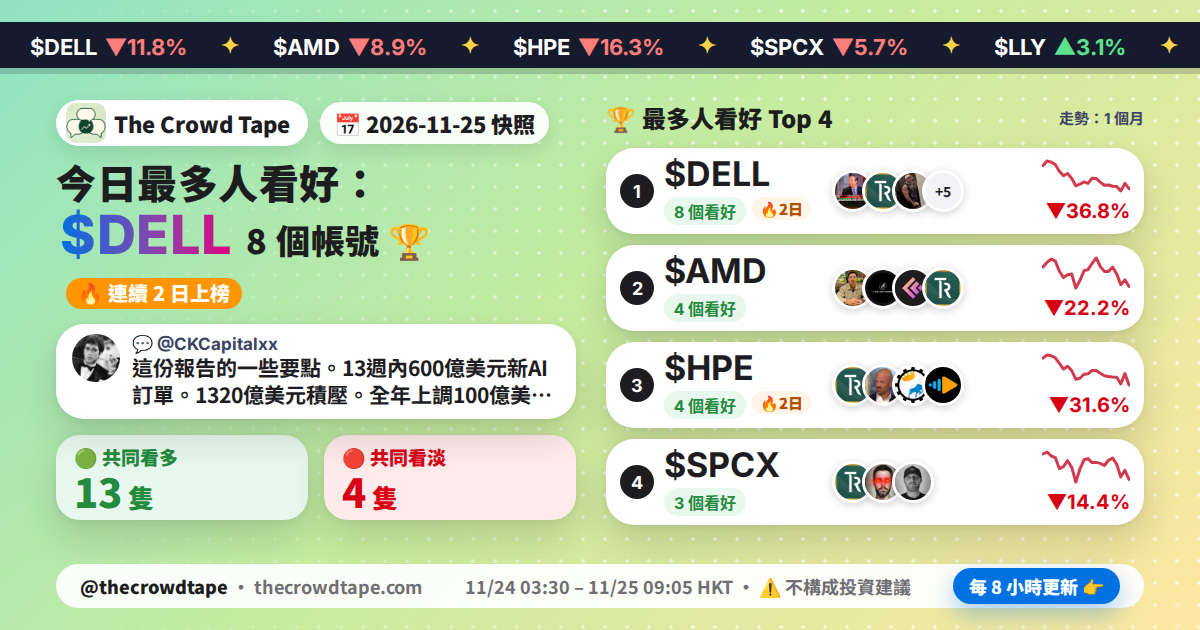 $DELL ▼11.8% ✦ $AMD ▼8.9% ✦ $HPE ▼16.3% ✦ $SPCX ▼5.7% ✦ $LLY ▲3.1% ✦
The Crowd Tape
📅 2026-11-25 快照
今日最多人看好：
$DELL 8 個帳號 🏆
🔥 連續 2 日上榜
💬 @CKCapitalxx
這份報告的一些要點。13週內600億美元新AI
訂單。1320億美元積壓。全年上調100億美…
🟢 共同看多
13 隻
🔴 共同看淡
4 隻
🏆 最多人看好 Top 4
走勢：1個月
1 $DELL
8 個看好 🔥2日
TR
+5
▼36.8%
2 $AMD
4 個看好
TR
▼22.2%
3 $HPE
4 個看好 🔥2日
TR
▼31.6%
4 $SPCX
3 個看好
TR
▼14.4%
@thecrowdtape • thecrowdtape.com
11/24 03:30 – 11/25 09:05 HKT • ⚠️ 不構成投資建議
每 8 小時更新 👉